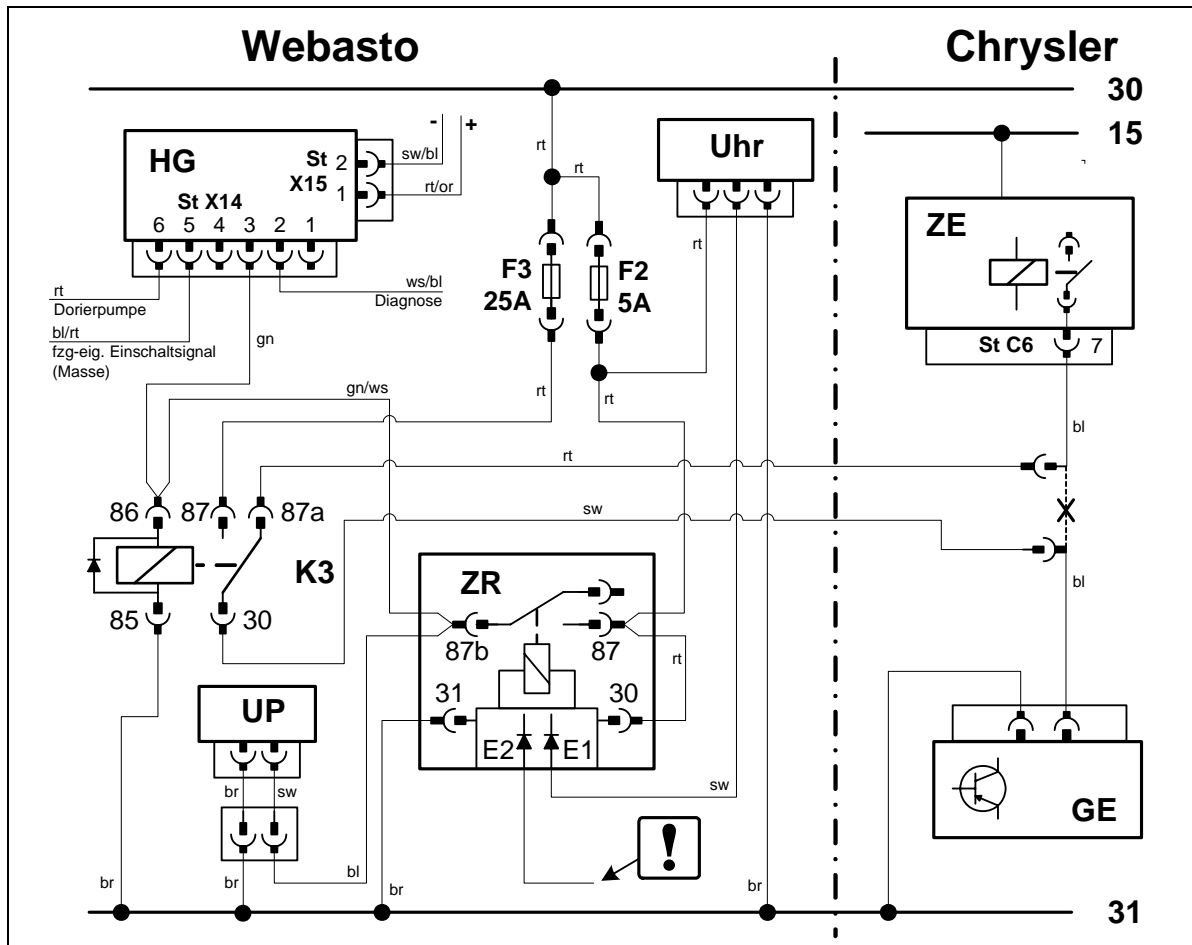 Webasto
Chrysler
30
15
HG
St 2
X15
1
- +
sw/bl
rt/or
St X14
6 5 4 3 2 1
rt
Dorierpumpe
bl/rt
fzg-eig. Einschaltsignal
(Masse)
gn
ws/bl
Diagnose
rt
rt
F3
25A
F2
5A
Uhr
rt
ZE
St C6 7
gn/ws
rt
rt
bl
rt
86 87 87a
sw
K3
85 30
ZR
87b 87
rt
bl
31 30
E2 E1
UP
br sw
sw
GE
!
br br bl br br
31